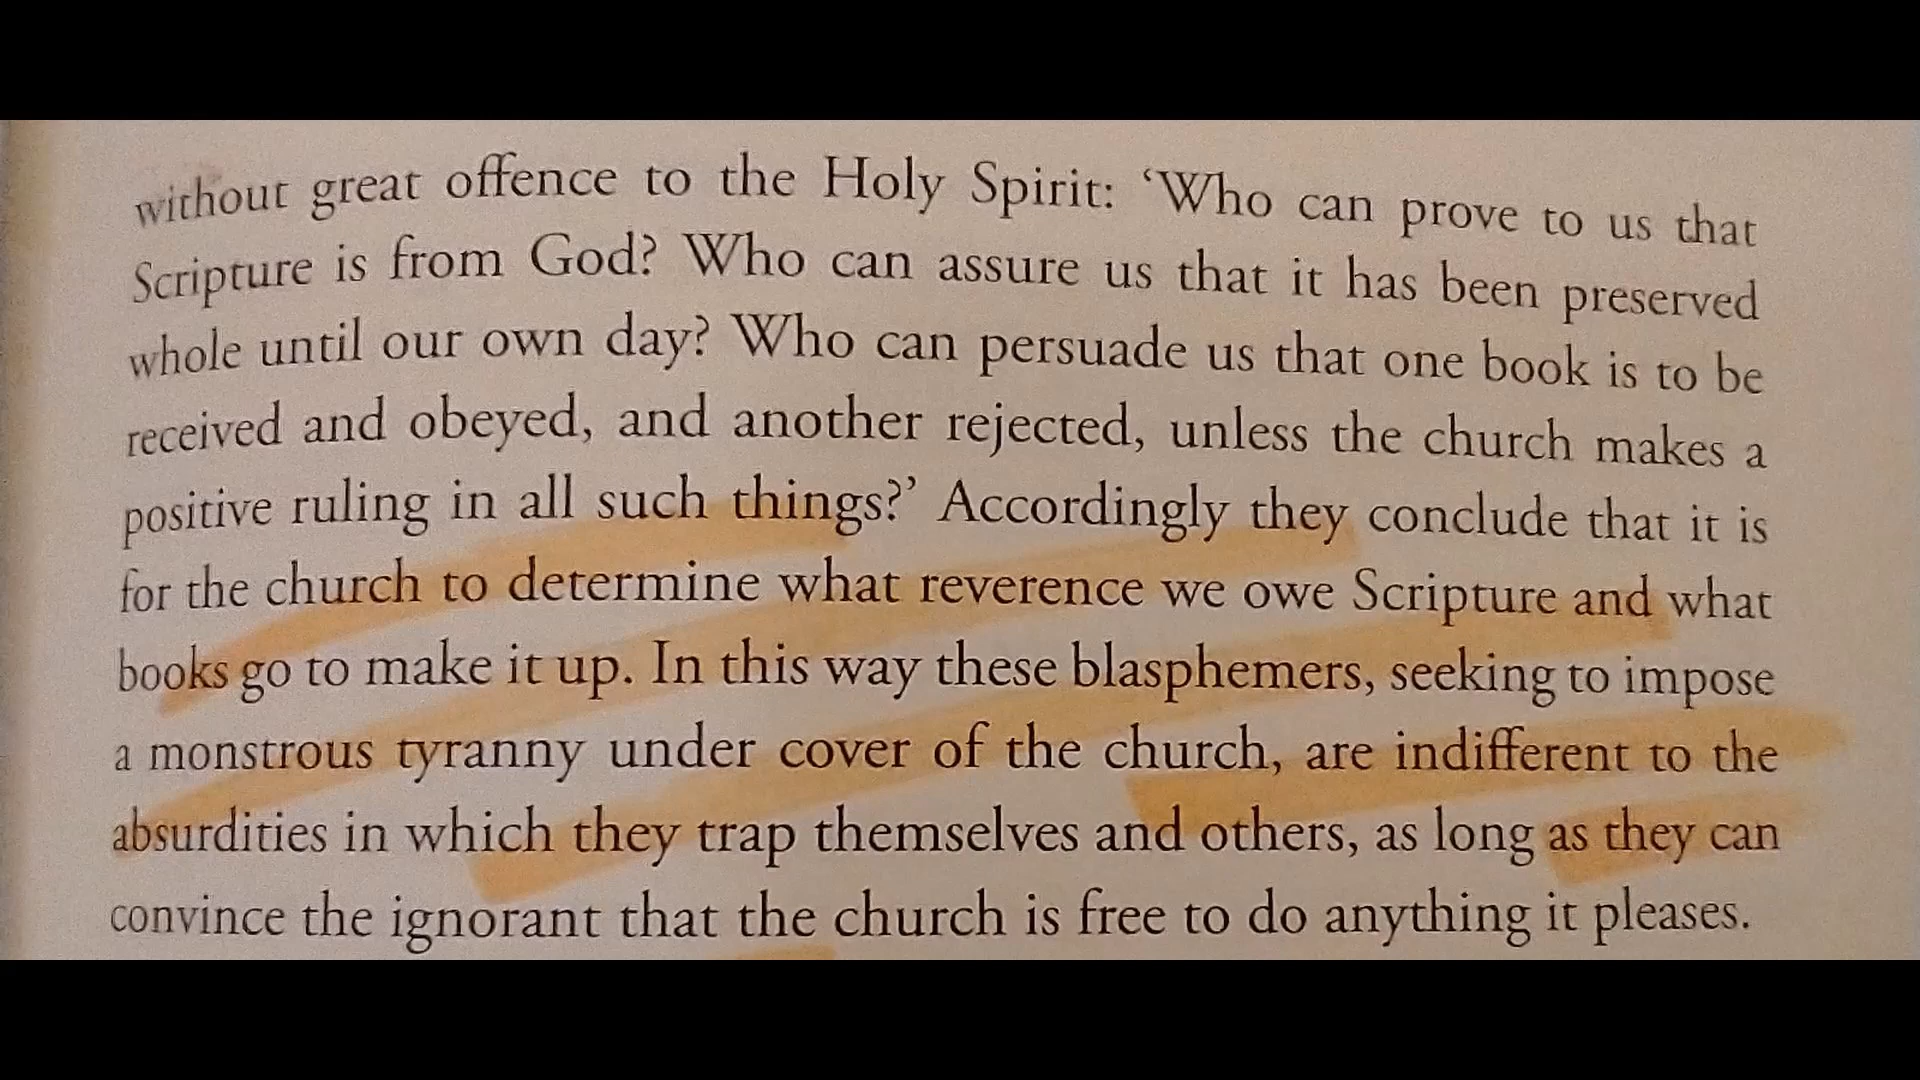 without great offence to the Holy Spirit: ‘Who can prove to us that
Scripture is from God? Who can assure us that it has been preserved
whole until our own day? Who can persuade us that one book is to be
received and obeyed, and another rejected, unless the church makes a
positive ruling in all such things?’ Accordingly they conclude that it is
for the church to determine what reverence we owe Scripture and what
books go to make it up. In this way these blasphemers, seeking to impose
a monstrous tyranny under cover of the church, are indifferent to the
absurdities in which they trap themselves and others, as long as they can
convince the ignorant that the church is free to do anything it pleases.